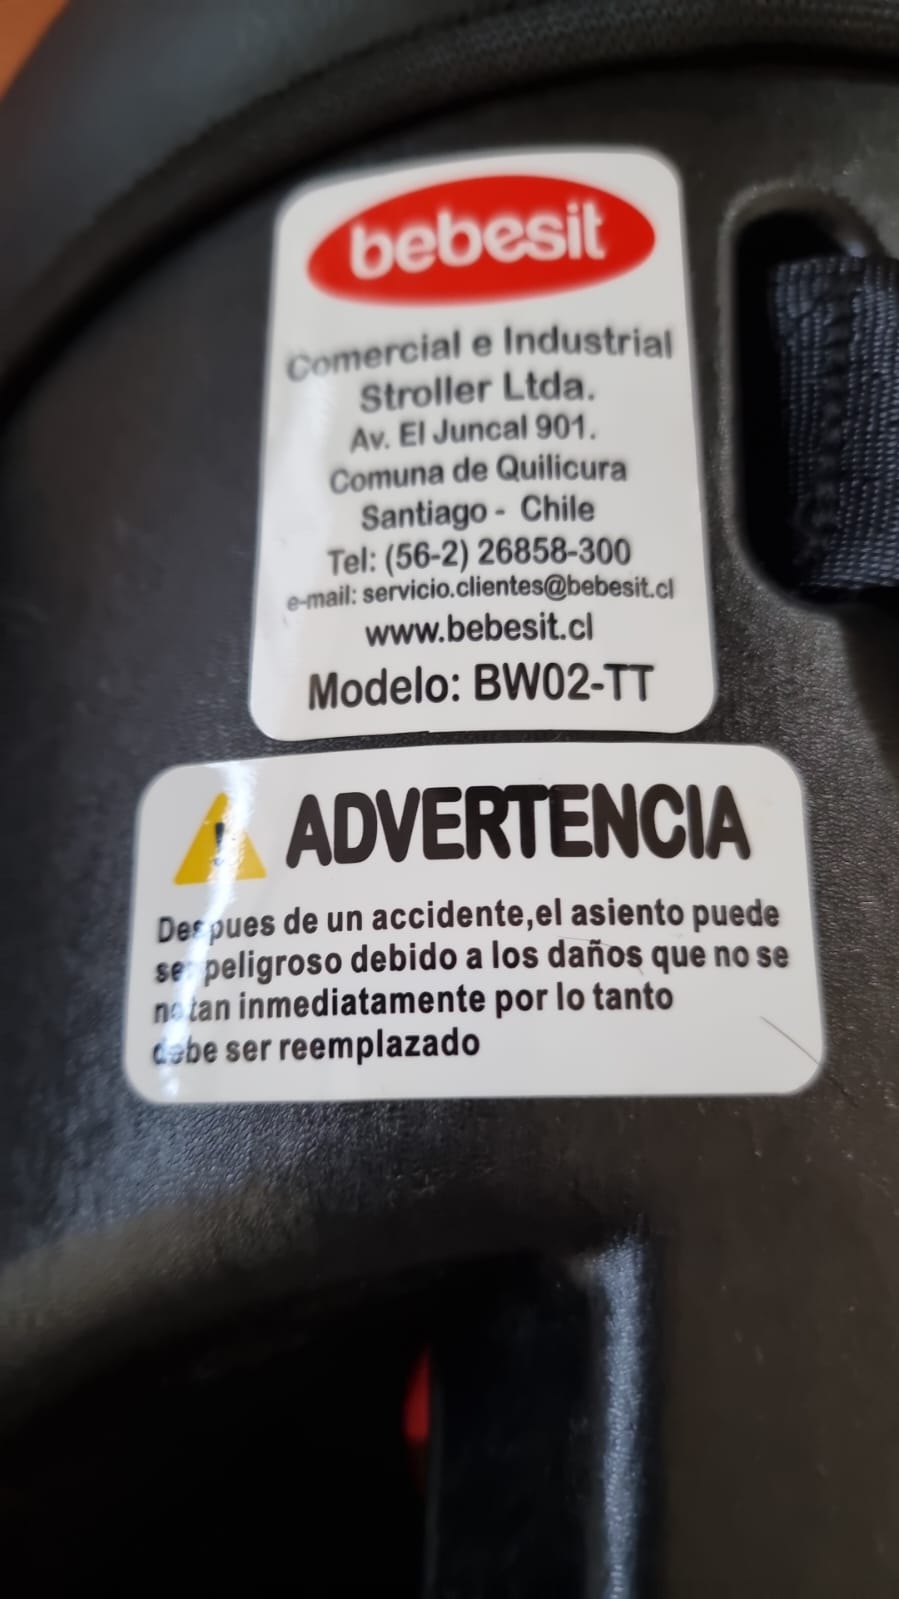 bebesit
Comercial e Industrial
Stroller Ltda.
Av. El Juncal 901.
Comuna de Quilicura
Santiago - Chile
Tel: (56-2) 26858-300
e-mail: servicio.clientes@bebesit.cl
www.bebesit.cl
Modelo: BW02-TT
! ADVERTENCIA
Despues de un accidente,el asiento puede
ser peligroso debido a los daños que no se
notan inmediatamente por lo tanto
debe ser reemplazado